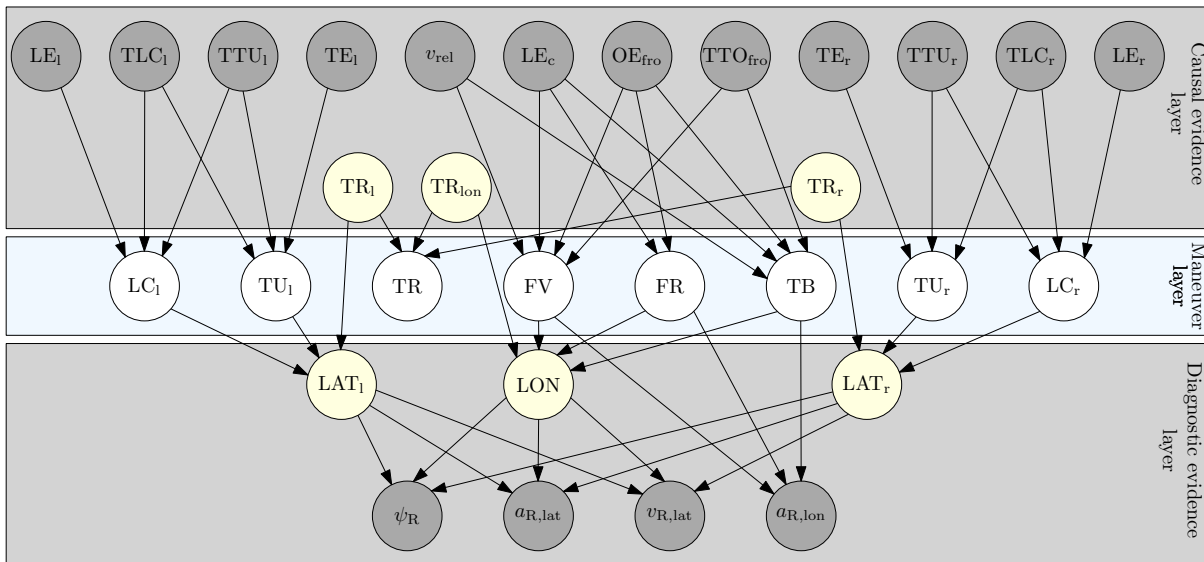 LE_l TLC_l TTU_l TE_l v_rel LE_c OE_fro TTO_fro TE_r TTU_r TLC_r LE_r
Causal evidence
layer
TR_l TR_lon TR_r
LC_l TU_l TR FV FR TB TU_r LC_r
Maneuver
layer
LAT_l LON LAT_r
Diagnostic evidence
layer
ψ_R a_R,lat v_R,lat a_R,lon